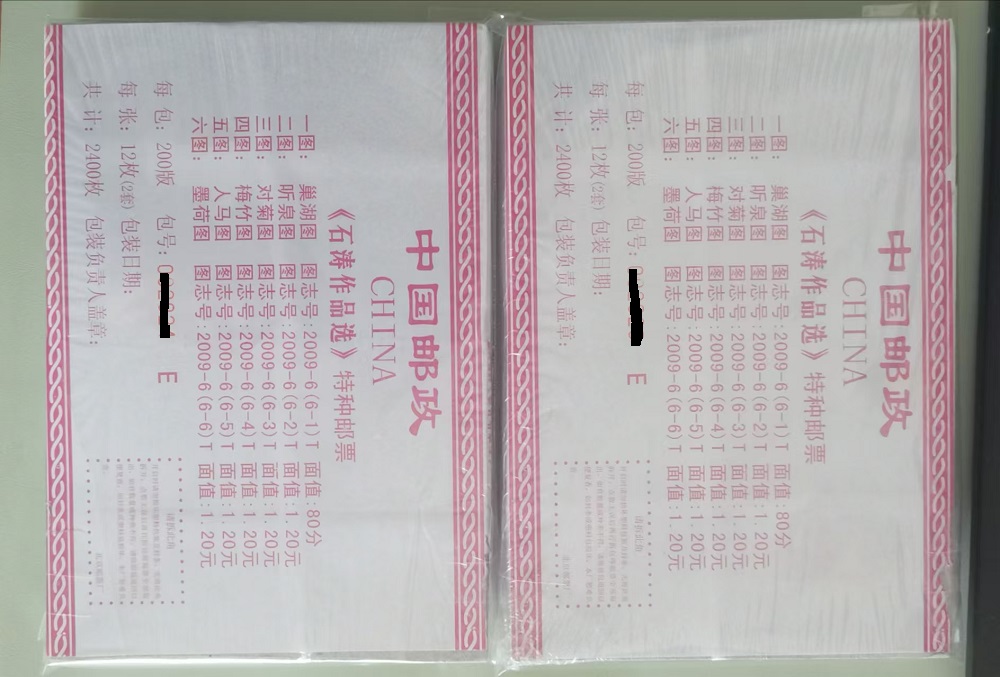 中国邮政
CHINA
《石涛作品选》特种邮票
一图: 巢湖图 图志号:2009-6(6-1)T 面值:80分
二图: 听泉图 图志号:2009-6(6-2)T 面值:1.20元
三图: 对菊图 图志号:2009-6(6-3)T 面值:1.20元
四图: 梅竹图 图志号:2009-6(6-4)T 面值:1.20元
五图: 人马图 图志号:2009-6(6-5)T 面值:1.20元
六图: 墨荷图 图志号:2009-6(6-6)T 面值:1.20元
每 包: 200版 包号: E
每 张: 12枚(2套) 包装日期:
共 计: 2400枚 包装负责人盖章:
请拆此角
中国邮政
CHINA
《石涛作品选》特种邮票
一图: 巢湖图 图志号:2009-6(6-1)T 面值:80分
二图: 听泉图 图志号:2009-6(6-2)T 面值:1.20元
三图: 对菊图 图志号:2009-6(6-3)T 面值:1.20元
四图: 梅竹图 图志号:2009-6(6-4)T 面值:1.20元
五图: 人马图 图志号:2009-6(6-5)T 面值:1.20元
六图: 墨荷图 图志号:2009-6(6-6)T 面值:1.20元
每 包: 200版 包号: E
每 张: 12枚(2套) 包装日期:
共 计: 2400枚 包装负责人盖章:
请拆此角